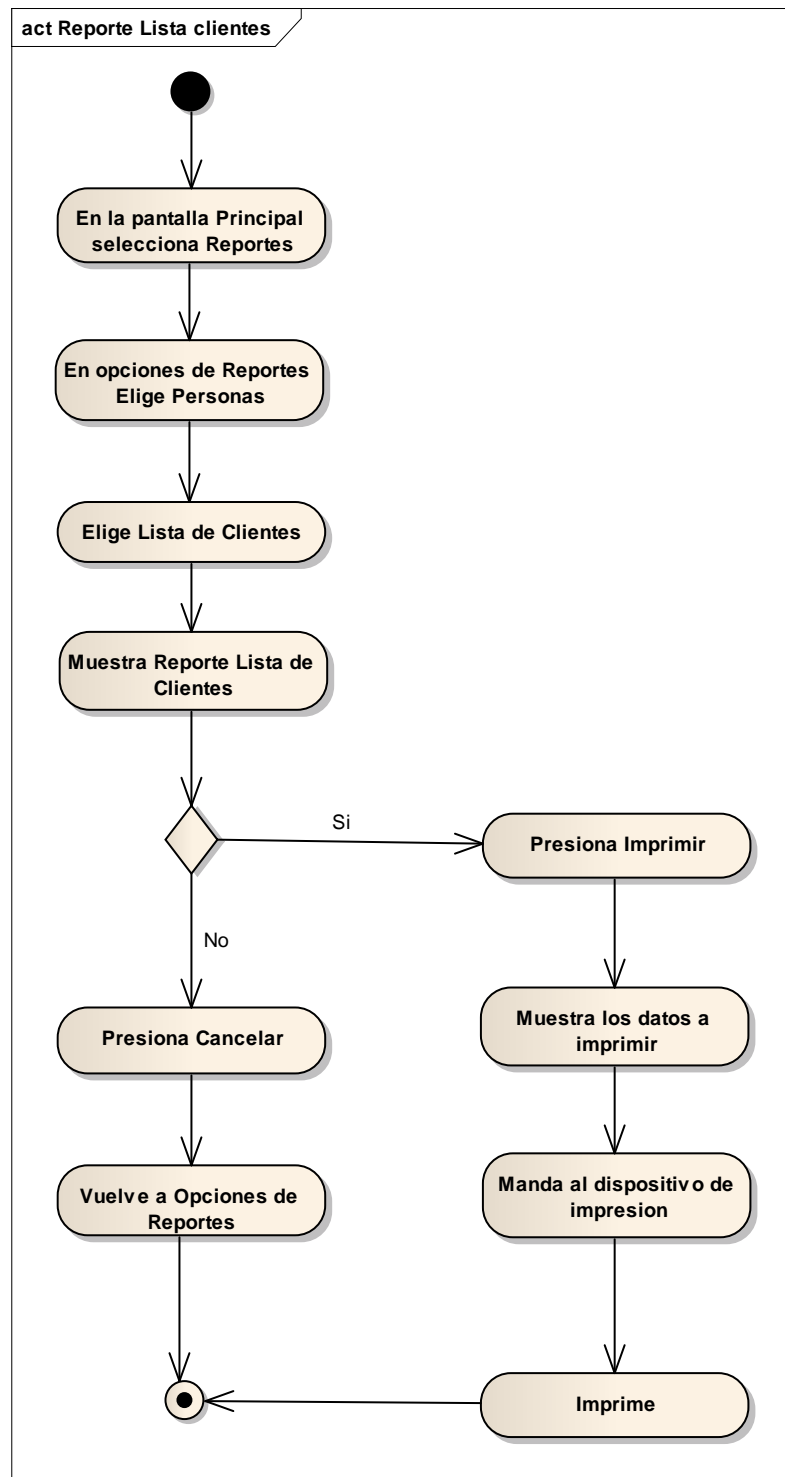 act Reporte Lista clientes
En la pantalla Principal
selecciona Reportes
En opciones de Reportes
Elige Personas
Elige Lista de Clientes
Muestra Reporte Lista de
Clientes
Si
Presiona Imprimir
No
Presiona Cancelar
Muestra los datos a
imprimir
Vuelve a Opciones de
Reportes
Manda al dispositivo de
impresion
Imprime